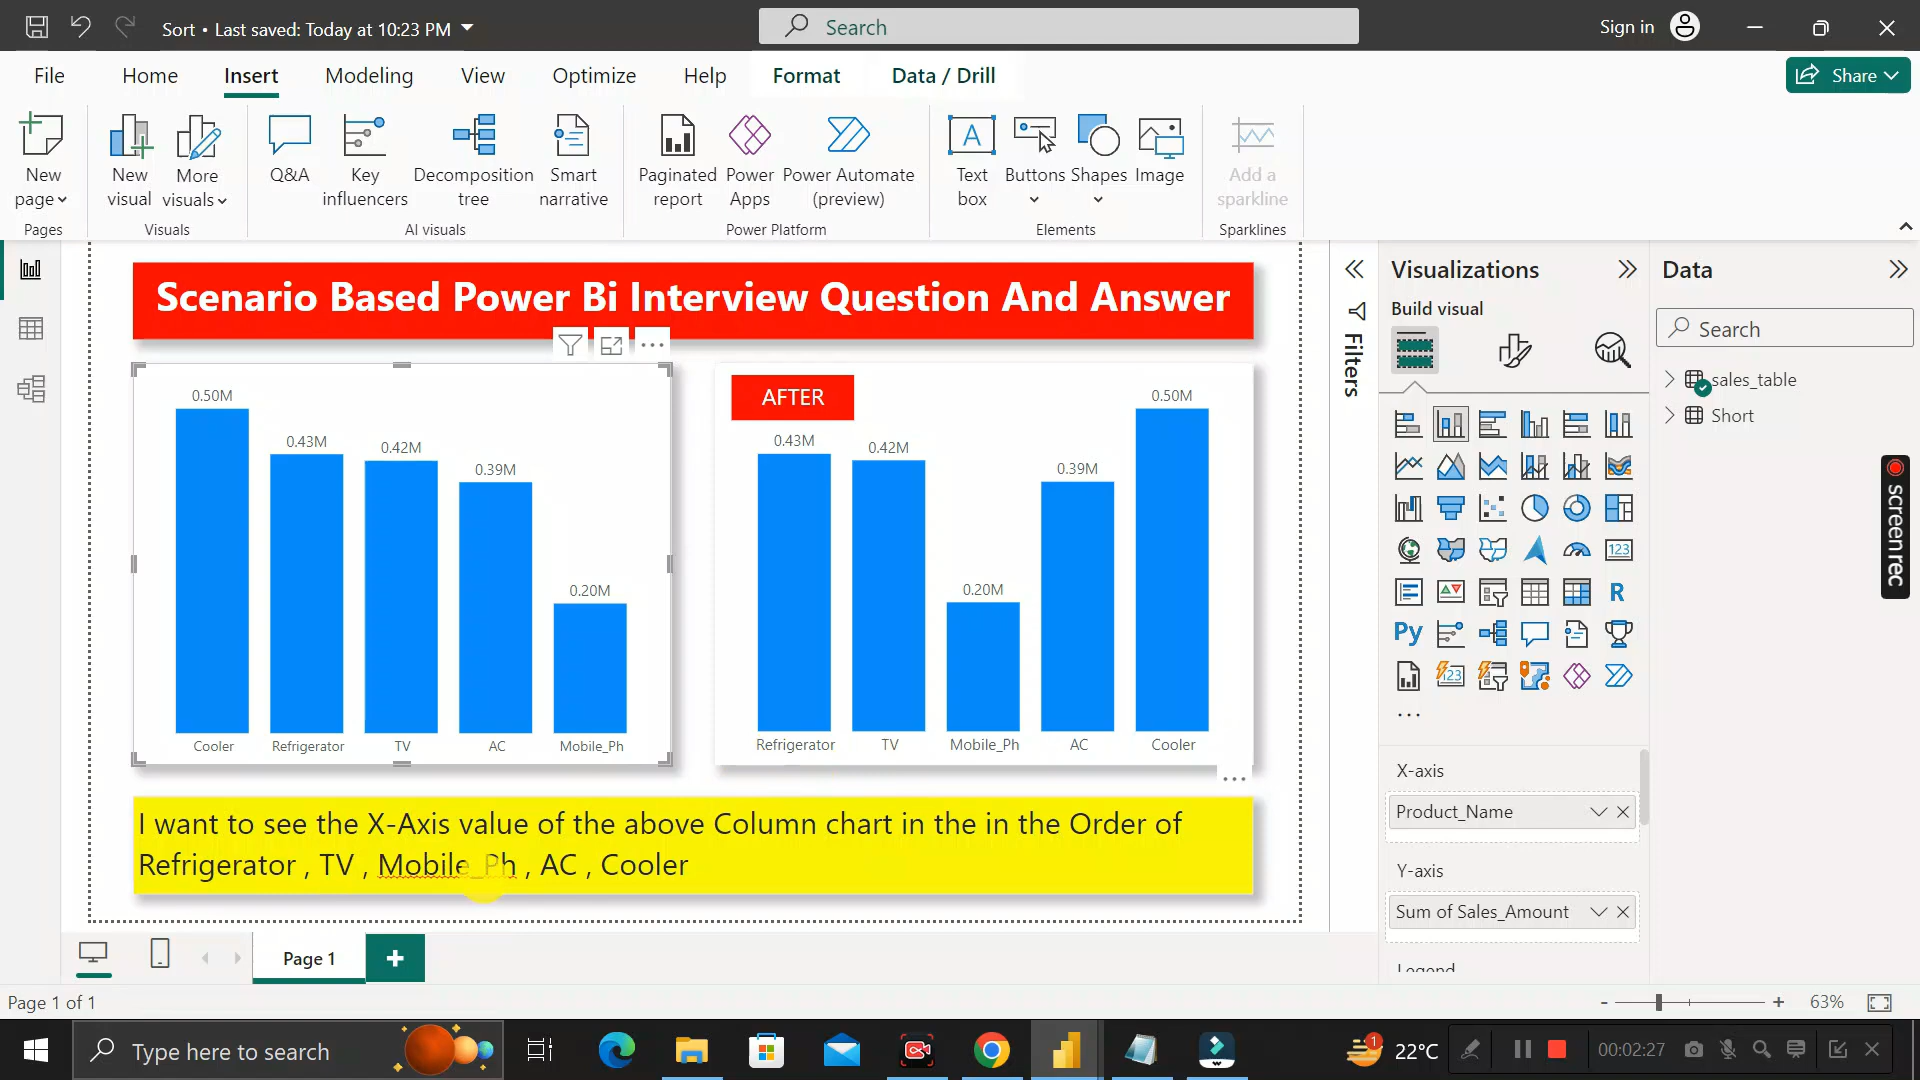 Sort • Last saved: Today at 10:23 PM
Search
Sign in
File Home Insert Modeling View Optimize Help Format Data / Drill
Share
New page
New visual
More visuals
Q&A
Key influencers
Decomposition tree
Smart narrative
Paginated report
Power Apps
Power Automate (preview)
Text box
Buttons
Shapes
Image
Add a sparkline
Pages
Visuals
AI visuals
Power Platform
Elements
Sparklines
Scenario Based Power Bi Interview Question And Answer
0.50M
0.43M
0.42M
0.39M
0.20M
Cooler Refrigerator TV AC Mobile_Ph
AFTER
0.43M
0.42M
0.20M
0.39M
0.50M
Refrigerator TV Mobile_Ph AC Cooler
I want to see the X-Axis value of the above Column chart in the in the Order of
Refrigerator , TV , Mobile_Ph , AC , Cooler
Filters
Visualizations
Build visual
123
R
Py
123
X-axis
Product_Name
Y-axis
Sum of Sales_Amount
Legend
Data
Search
sales_table
Short
screen rec
Page 1
Page 1 of 1
- + 63%
Type here to search
1
22°C
00:02:27